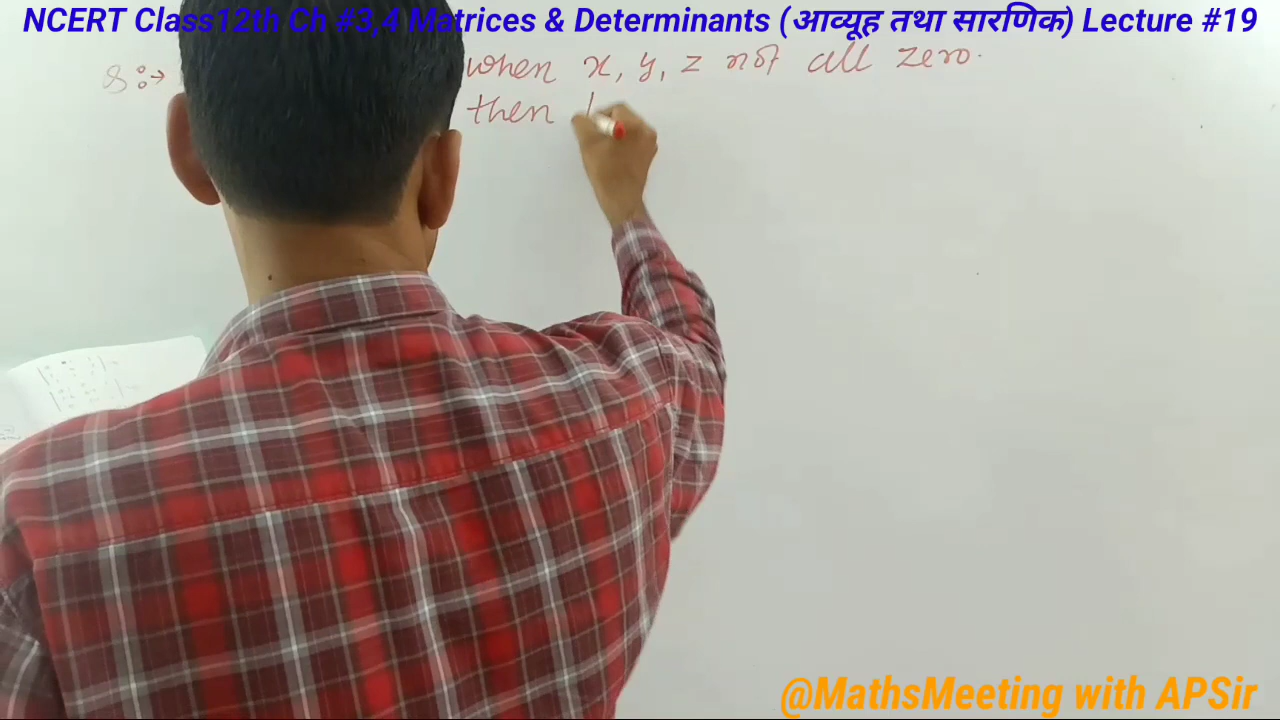 NCERT Class12th Ch #3,4 Matrices & Determinants (आव्यूह तथा सारणिक) Lecture #19
when x, y, z not all zero.
then
@MathsMeeting with APSir